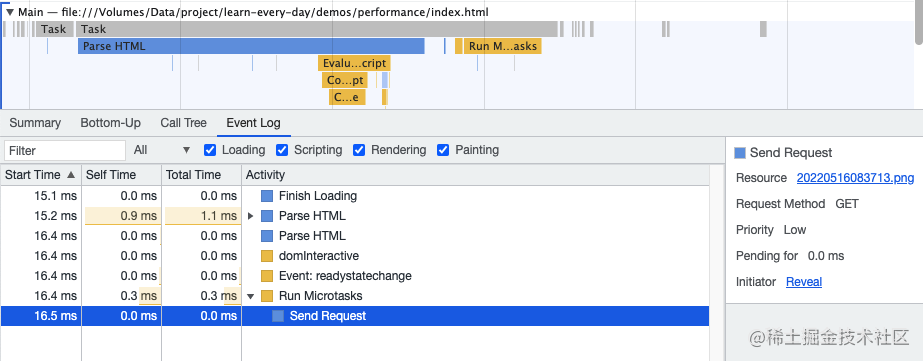 ▼ Main — file:///Volumes/Data/project/learn-every-day/demos/performance/index.html
Task Task
Parse HTML Run M...asks
Evalu...cript
Co...pt
C...e
Summary Bottom-Up Call Tree Event Log
Filter All ▼ Loading Scripting Rendering Painting
Start Time ▲ Self Time Total Time Activity
15.1 ms 0.0 ms 0.0 ms Finish Loading
15.2 ms 0.9 ms 1.1 ms Parse HTML
16.4 ms 0.0 ms 0.0 ms Parse HTML
16.4 ms 0.0 ms 0.0 ms domInteractive
16.4 ms 0.0 ms 0.0 ms Event: readystatechange
16.4 ms 0.3 ms 0.3 ms Run Microtasks
16.5 ms 0.0 ms 0.0 ms Send Request
Send Request
Resource 20220516083713.png
Request Method GET
Priority Low
Pending for 0.0 ms
Initiator Reveal
@稀土掘金技术社区